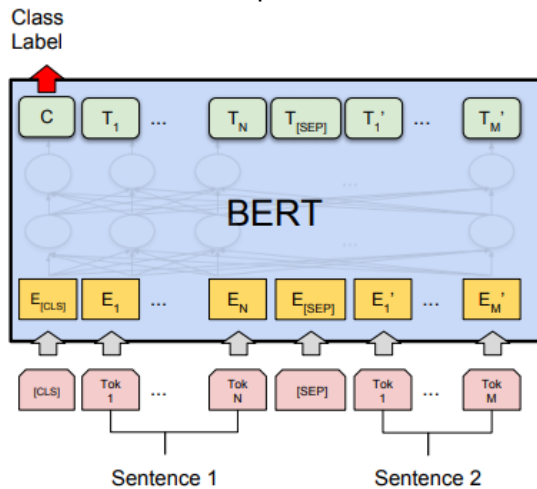 Class
Label
C T1 ... TN T[SEP] T1' ... TM'
...
BERT
...
E[CLS] E1 ... EN E[SEP] E1' ... EM'
[CLS] Tok 1 ... Tok N [SEP] Tok 1 ... Tok M
Sentence 1 Sentence 2